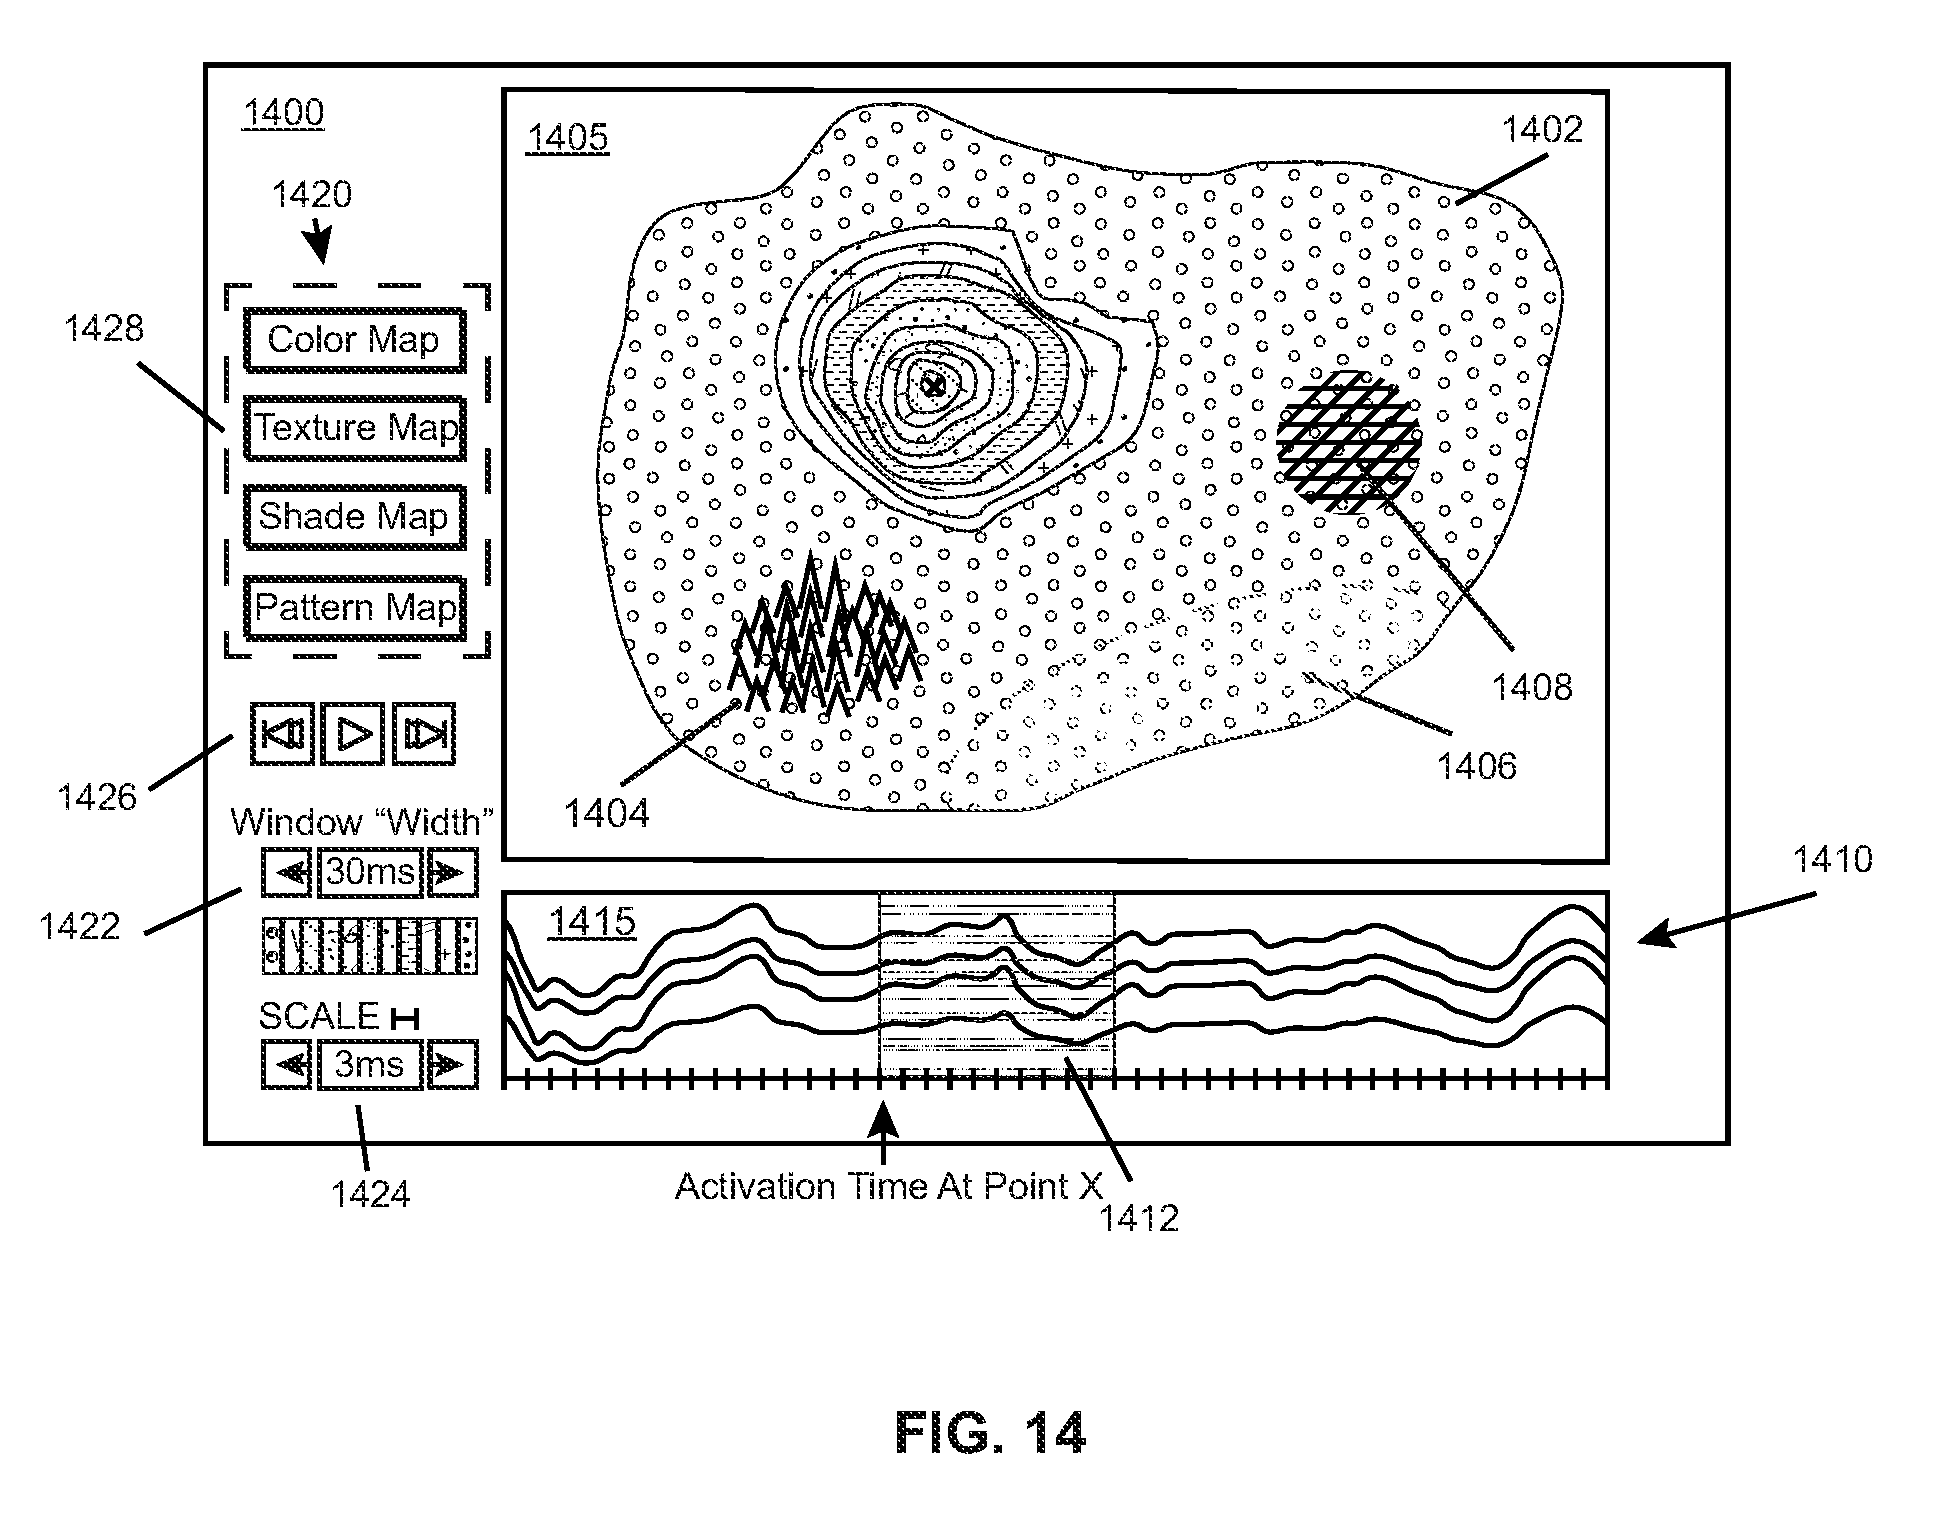 1400
1405
1402
1420
1428
Color Map
Texture Map
Shade Map
Pattern Map
1408
1406
1426
1404
Window “Width”
30ms
1410
1422
1415
SCALE
3ms
Activation Time At Point X
1424
1412
FIG. 14